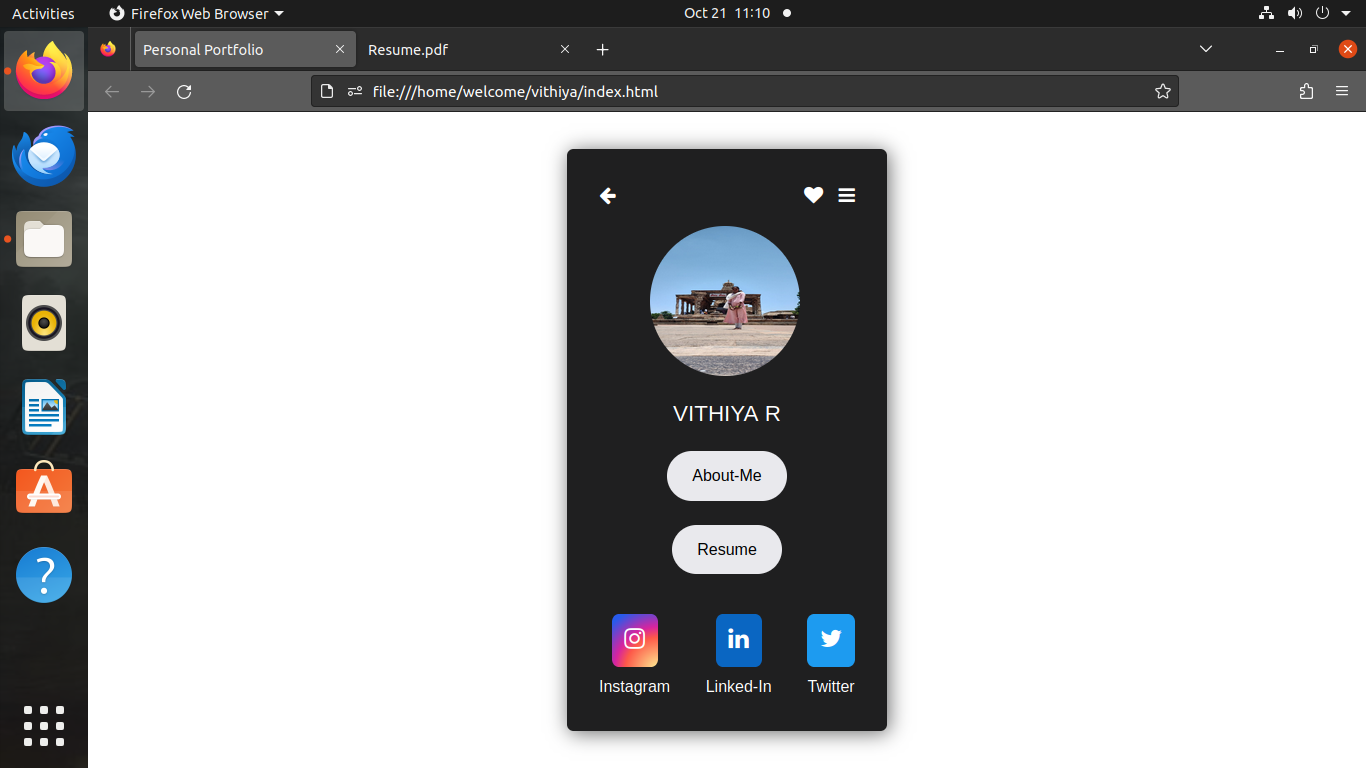 Activities Firefox Web Browser Oct 21 11:10
Personal Portfolio Resume.pdf
file:///home/welcome/vithiya/index.html
VITHIYA R
About-Me
Resume
Instagram Linked-In Twitter